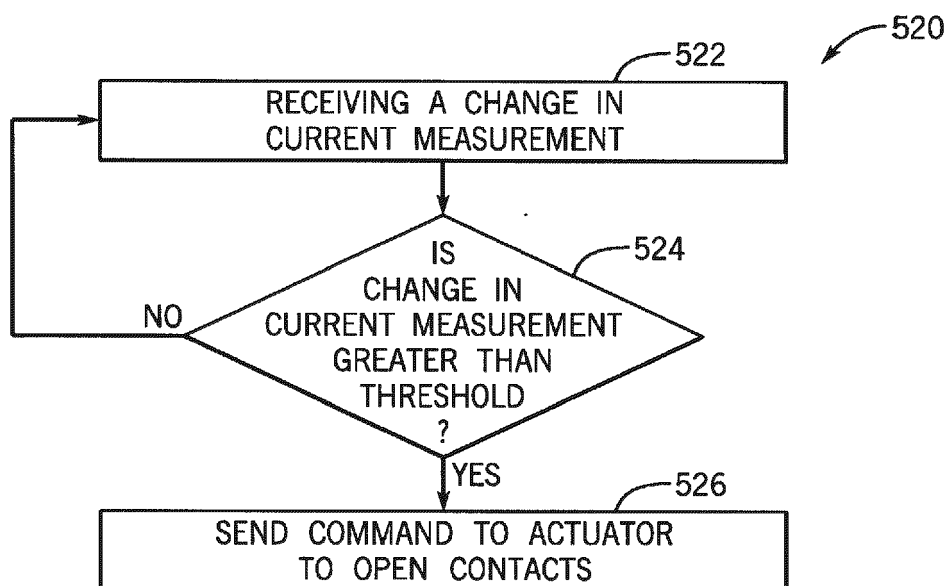 520
522
RECEIVING A CHANGE IN
CURRENT MEASUREMENT
524
IS
CHANGE IN
CURRENT MEASUREMENT
GREATER THAN
THRESHOLD
?
NO
YES
526
SEND COMMAND TO ACTUATOR
TO OPEN CONTACTS